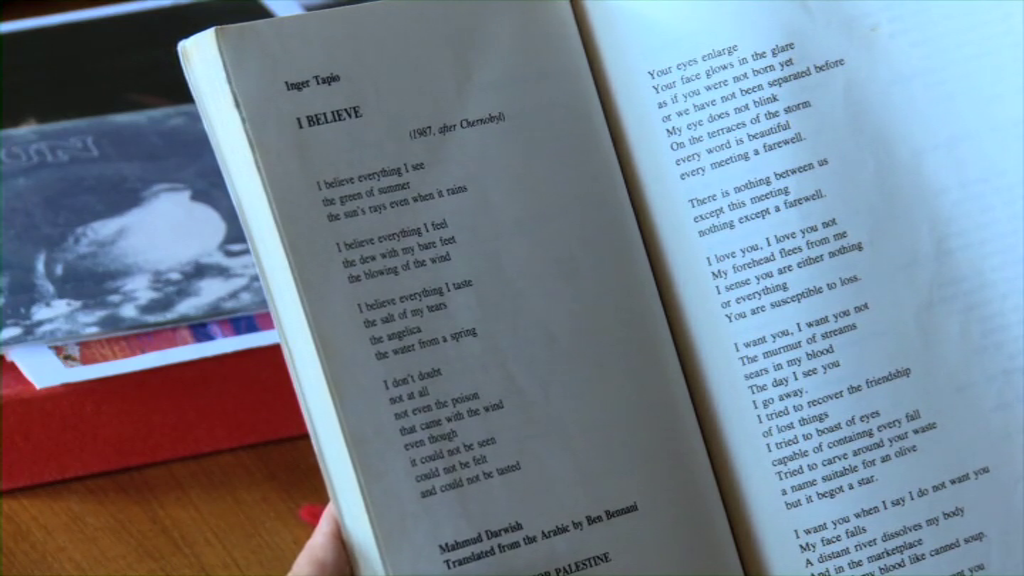 Inger Tapio
I BELIEVE
(1987, after Chernobyl)
I believe everything I see
the green of summer
the sun's rays even when it rains
I believe everything I feel
the dew with my bare feet
the blowing of the wind
I believe everything I taste
the salt of my tears
the angelica
the water from a spring
I don't doubt
not at all
not even the poison
that came with the wind
even though
it could not be seen
could not be felt
and could not be tasted
Mahmud Darwish
Translated from the Arabic by Ben Bennani
FOR PALESTINE
Your eyes enlarge
Your face glows in the glare
as if you were not born yet
or we have not been separated before
My eye does not blink
On the terraces of the storm
every word is beautiful
every meeting a farewell.
There is nothing between us
except this meeting
nothing except a farewell.
I love you, I love you not
My forehead flees from me
I sense you are either nothing
or everything
You are susceptible to loss.
I want you, I want you not
The murmur of streams
sears in my blood
The day I see you
I go away.
I tried to recover the friendship
of lost things
I tried to boast of eyes
capable of containng every fall
Tried to carve around your waste
a name suitable for an olive
but it begot a star.
I want you when I say I do not want you
My face falls
A distant river dissolves my body
And in the marketplace
my blood like canned soup.
want you